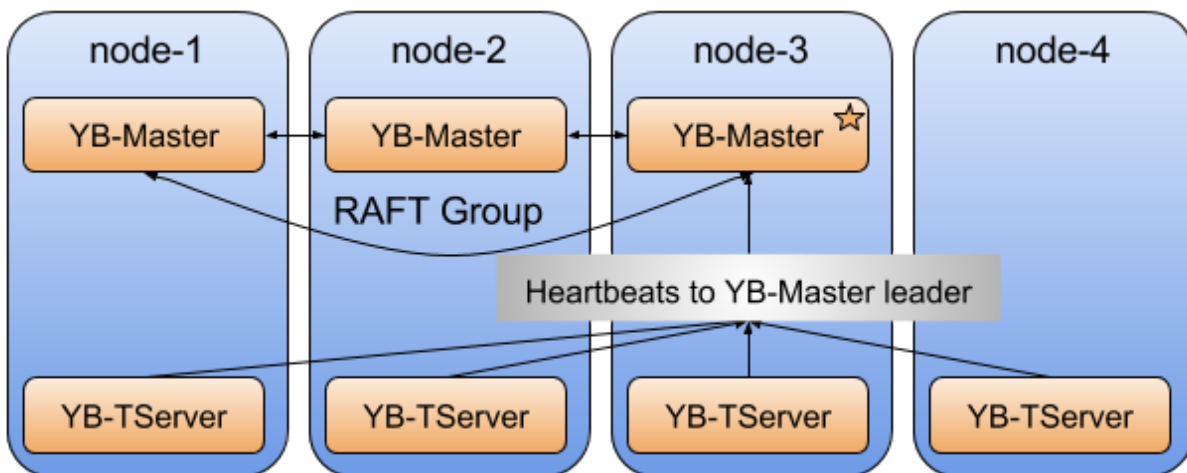 node-1
node-2
node-3
node-4
YB-Master
YB-Master
YB-Master
RAFT Group
Heartbeats to YB-Master leader
YB-TServer
YB-TServer
YB-TServer
YB-TServer